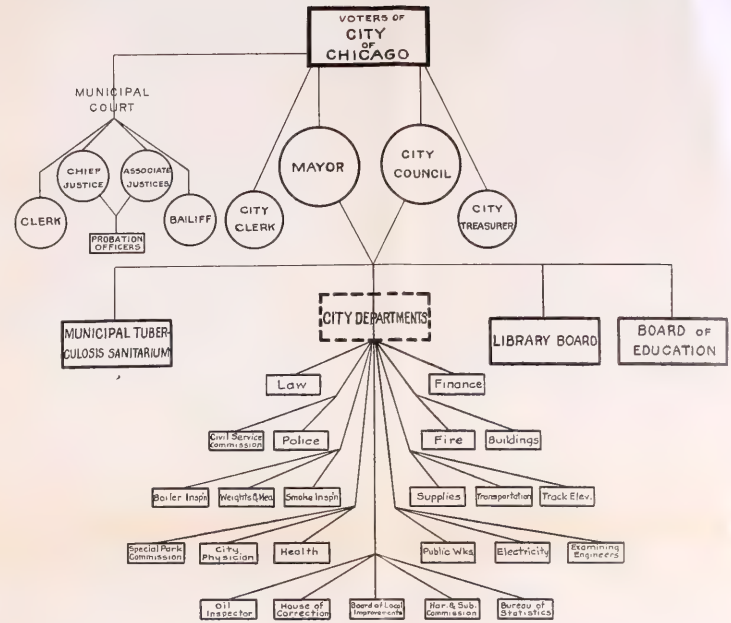 VOTERS OF
CITY
OF
CHICAGO
MUNICIPAL
COURT
CHIEF
JUSTICE
ASSOCIATE
JUSTICES
CLERK
BAILIFF
PROBATION
OFFICERS
CITY
CLERK
MAYOR
CITY
COUNCIL
CITY
TREASURER
MUNICIPAL TUBER-
CULOSIS SANITARIUM
CITY DEPARTMENTS
LIBRARY BOARD
BOARD OF
EDUCATION
Law
Finance
Civil Service
Commission
Police
Fire
Buildings
Boiler Insp'n
Weights & Mea.
Smoke Insp'n
Supplies
Transportation
Track Elev.
Special Park
Commission
City
Physician
Health
Public Wks.
Electricity
Examining
Engineers
Oil
Inspector
House of
Correction
Board of Local
Improvements
Har. & Sub.
Commission
Bureau of
Statistics